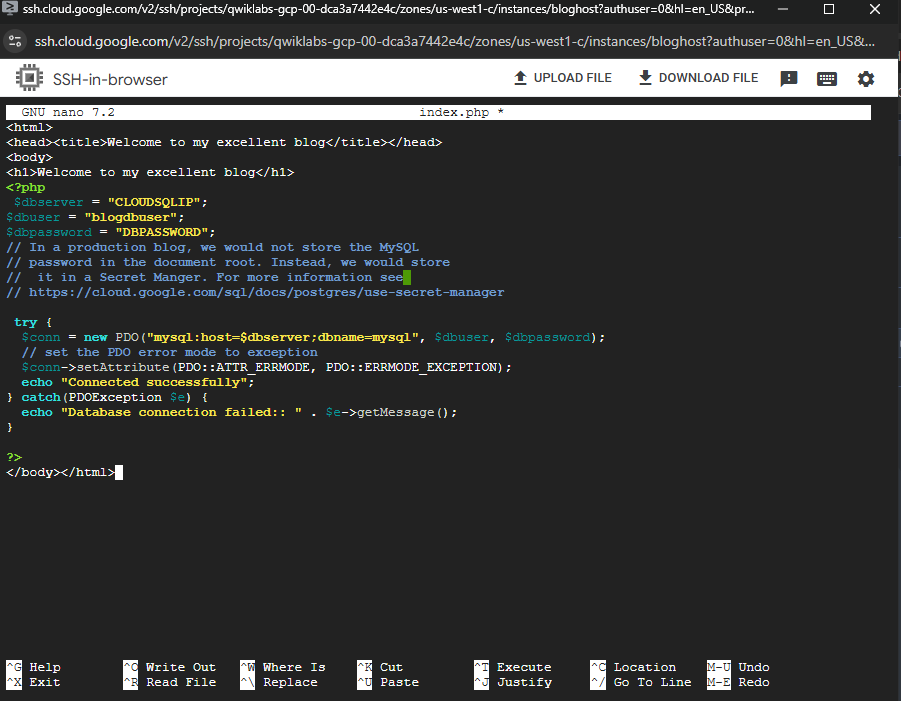 ssh.cloud.google.com/v2/ssh/projects/qwiklabs-gcp-00-dca3a7442e4c/zones/us-west1-c/instances/bloghost?authuser=0&hl=en_US&pr...
ssh.cloud.google.com/v2/ssh/projects/qwiklabs-gcp-00-dca3a7442e4c/zones/us-west1-c/instances/bloghost?authuser=0&hl=en_US&...
SSH-in-browser UPLOAD FILE DOWNLOAD FILE
GNU nano 7.2 index.php *
<html>
<head><title>Welcome to my excellent blog</title></head>
<body>
<h1>Welcome to my excellent blog</h1>
<?php
 $dbserver = "CLOUDSQLIP";
$dbuser = "blogdbuser";
$dbpassword = "DBPASSWORD";
// In a production blog, we would not store the MySQL
// password in the document root. Instead, we would store
//  it in a Secret Manger. For more information see
// https://cloud.google.com/sql/docs/postgres/use-secret-manager

 try {
  $conn = new PDO("mysql:host=$dbserver;dbname=mysql", $dbuser, $dbpassword);
  // set the PDO error mode to exception
  $conn->setAttribute(PDO::ATTR_ERRMODE, PDO::ERRMODE_EXCEPTION);
  echo "Connected successfully";
} catch(PDOException $e) {
  echo "Database connection failed:: " . $e->getMessage();
}

?>
</body></html>
^G Help ^O Write Out ^W Where Is ^K Cut ^T Execute ^C Location M-U Undo
^X Exit ^R Read File ^\ Replace ^U Paste ^J Justify ^/ Go To Line M-E Redo